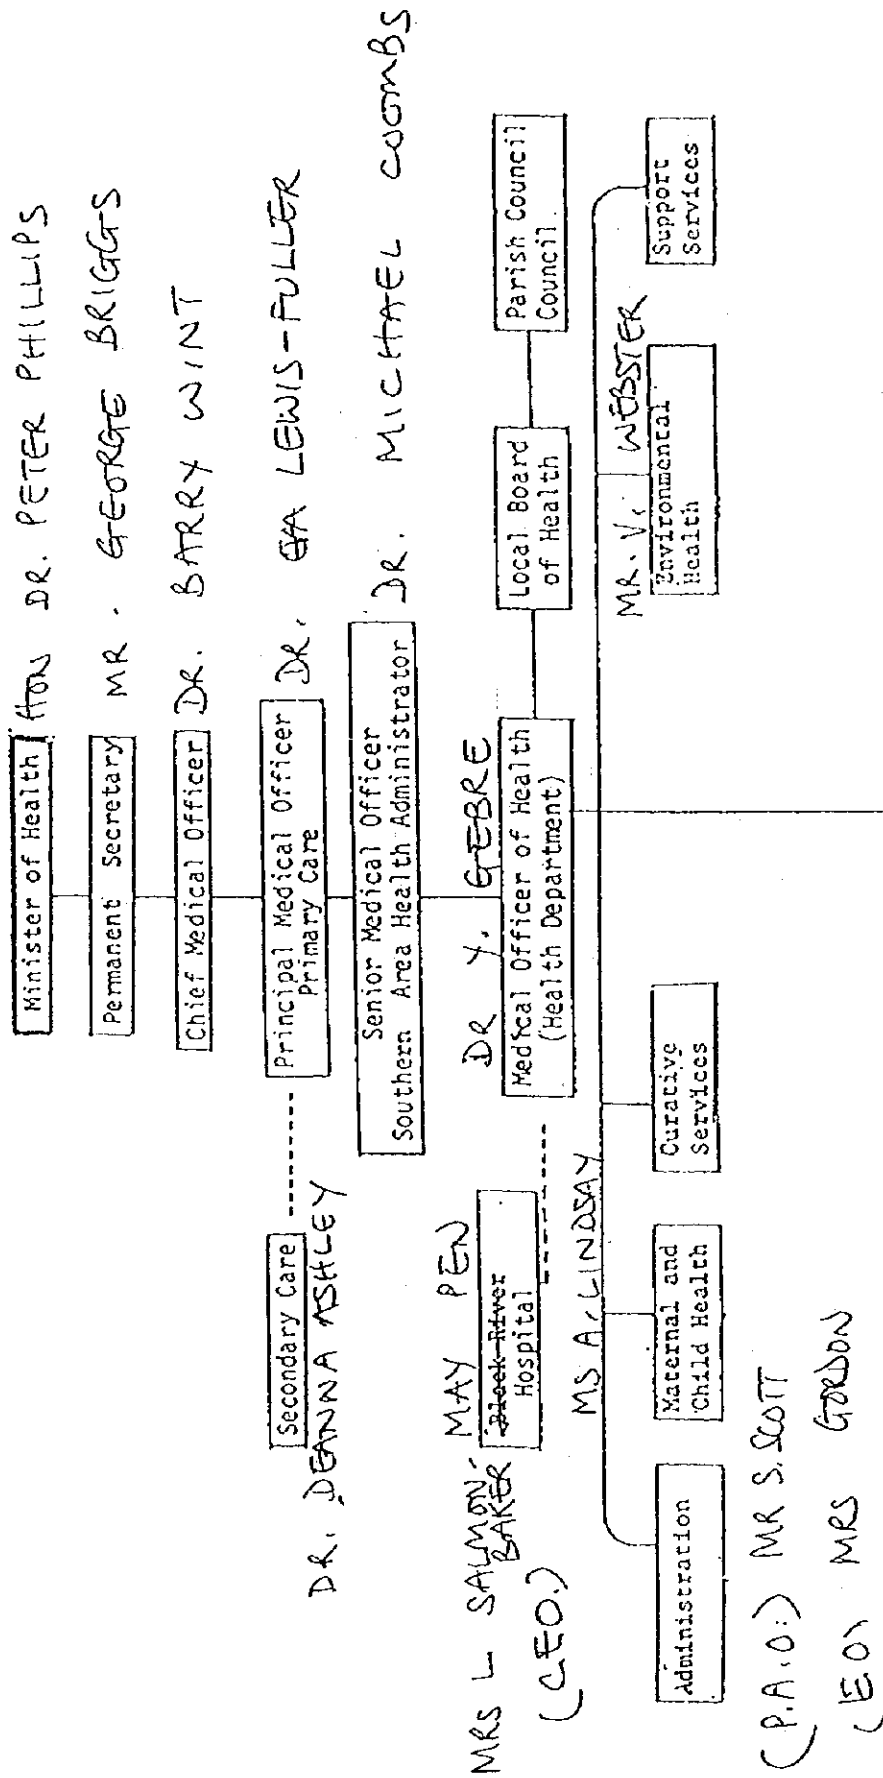 Minister of Health HON DR. PETER PHILLIPS
Permanent Secretary MR. GEORGE BRIGGS
Chief Medical Officer DR. BARRY WINT
Secondary Care
DR. DEANNA ASHLEY
Principal Medical Officer
Primary Care
DR. EVA LEWIS-FULLER
Senior Medical Officer
Southern Area Health Administrator
DR. MICHAEL COOMBS
MRS L SALMON-
BAKER
(CEO.)
MAY PEN
Black River
Hospital
DR Y. GEBRE
Medical Officer of Health
(Health Department)
Local Board
of Health
Parish Council
Council.
MS A. LINDSAY
MR. V. WEBSTER
Administration
Maternal and
Child Health
Curative
Services
Environmental
Health
Support
Services
(P.A.O.) MR S. SCOTT
(E.O) MRS GORDON